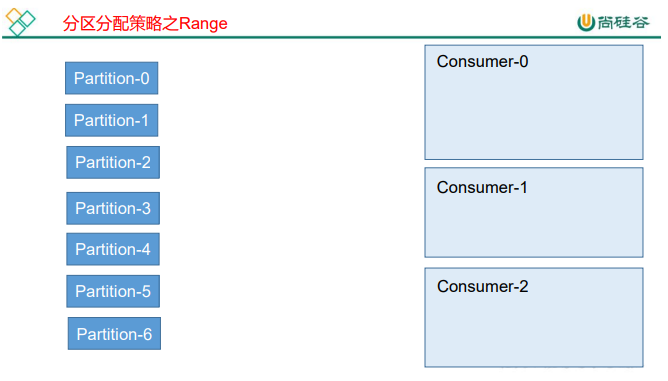 分区分配策略之Range
尚硅谷
Partition-0
Partition-1
Partition-2
Partition-3
Partition-4
Partition-5
Partition-6
Consumer-0
Consumer-1
Consumer-2